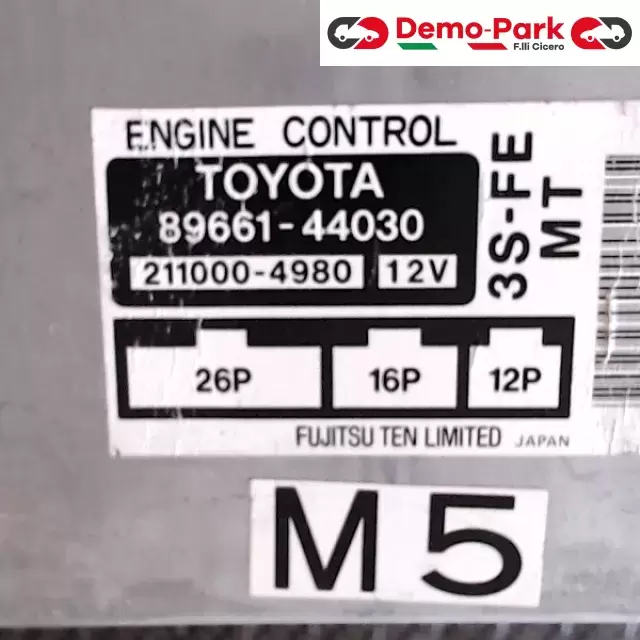 Demo-Park
F.lli Cicero
ENGINE CONTROL
TOYOTA
89661-44030
211000-4980 12V
3S-FE
MT
26P 16P 12P
FUJITSU TEN LIMITED JAPAN
M5